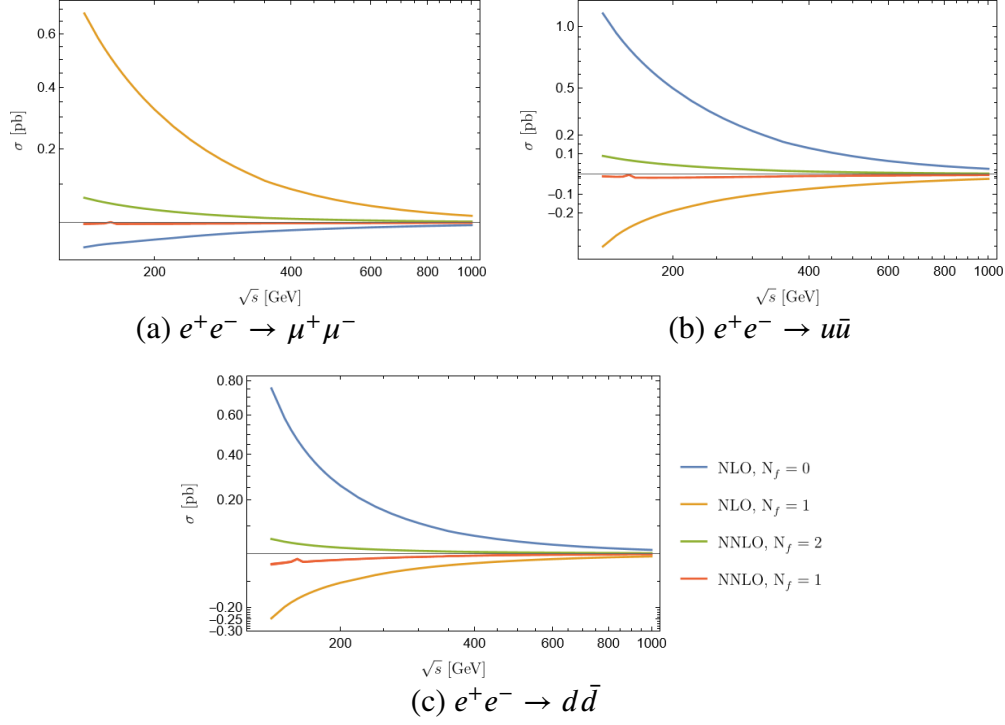 0.6
0.4
0.2
σ [pb]
200 400 600 800 1000
√s [GeV]
(a) e⁺e⁻ → μ⁺μ⁻
1.0
0.5
0.2
0.1
−0.1
−0.2
σ [pb]
200 400 600 800 1000
√s [GeV]
(b) e⁺e⁻ → uū
0.80
0.60
0.40
0.20
−0.20
−0.25
−0.30
σ [pb]
200 400 600 800 1000
√s [GeV]
(c) e⁺e⁻ → dd̄
NLO, N_f = 0
NLO, N_f = 1
NNLO, N_f = 2
NNLO, N_f = 1